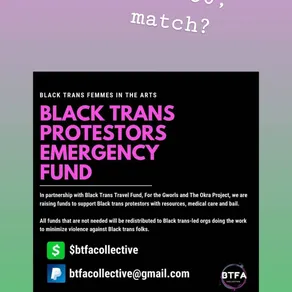 match?
BLACK TRANS FEMMES IN THE ARTS
BLACK TRANS
PROTESTORS
EMERGENCY
FUND
In partnership with Black Trans Travel Fund, For the Gworls and The Okra Project, we are
raising funds to support Black trans protestors with resources, medical care and bail.
All funds that are not needed will be redistributed to Black trans-led orgs doing the work
to minimize violence against Black trans folks.
$btfacollective
btfacollective@gmail.com
BTFA